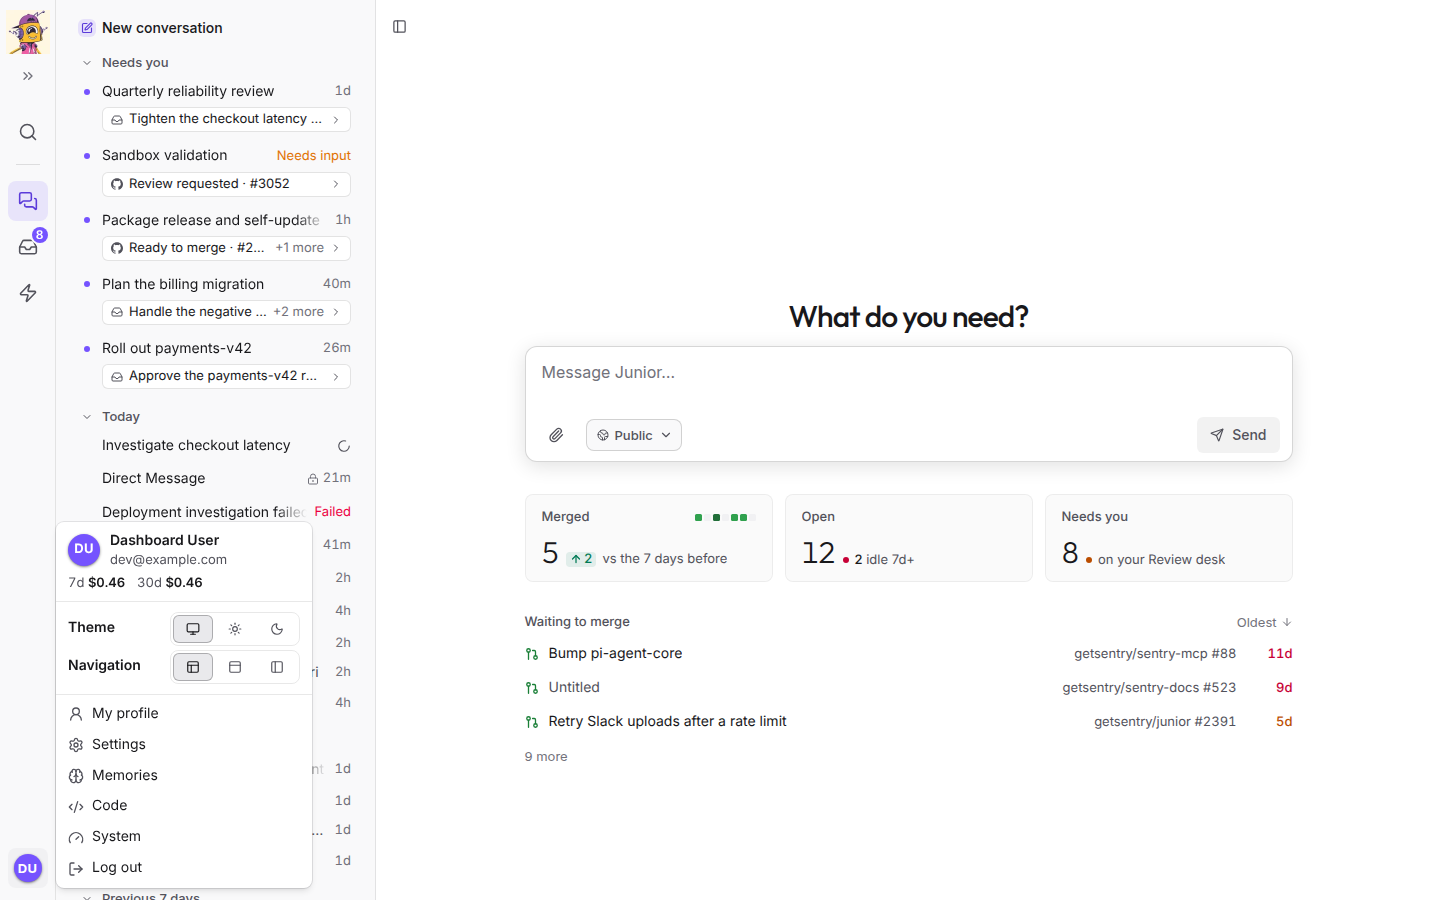 New conversation
Needs you
Quarterly reliability review 1d
Tighten the checkout latency ...
Sandbox validation Needs input
Review requested · #3052
Package release and self-update 1h
Ready to merge · #2... +1 more
Plan the billing migration 40m
Handle the negative ... +2 more
Roll out payments-v42 26m
Approve the payments-v42 r...
Today
Investigate checkout latency
Direct Message 21m
Deployment investigation failed Failed
41m
2h
4h
2h
ri 2h
4h
nt 1d
1d
... 1d
1d
Previous 7 days
8
DU
DU
Dashboard User
dev@example.com
7d $0.46 30d $0.46
Theme
Navigation
My profile
Settings
Memories
Code
System
Log out
What do you need?
Message Junior...
Public
Send
Merged
5 2 vs the 7 days before
Open
12 2 idle 7d+
Needs you
8 on your Review desk
Waiting to merge Oldest
Bump pi-agent-core getsentry/sentry-mcp #88 11d
Untitled getsentry/sentry-docs #523 9d
Retry Slack uploads after a rate limit getsentry/junior #2391 5d
9 more